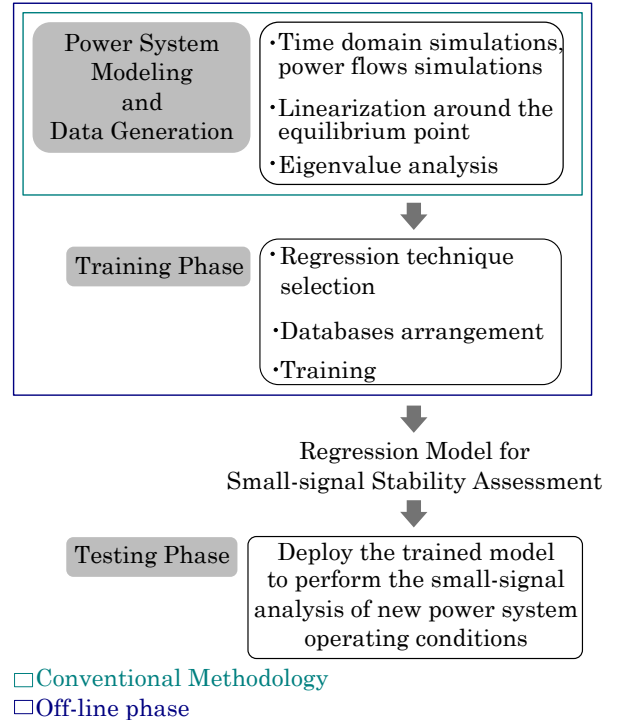 Power System
Modeling
and
Data Generation
·Time domain simulations,
power flows simulations
·Linearization around the
equilibrium point
·Eigenvalue analysis
Training Phase
·Regression technique
selection
·Databases arrangement
·Training
Regression Model for
Small-signal Stability Assessment
Testing Phase
Deploy the trained model
to perform the small-signal
analysis of new power system
operating conditions
Conventional Methodology
Off-line phase